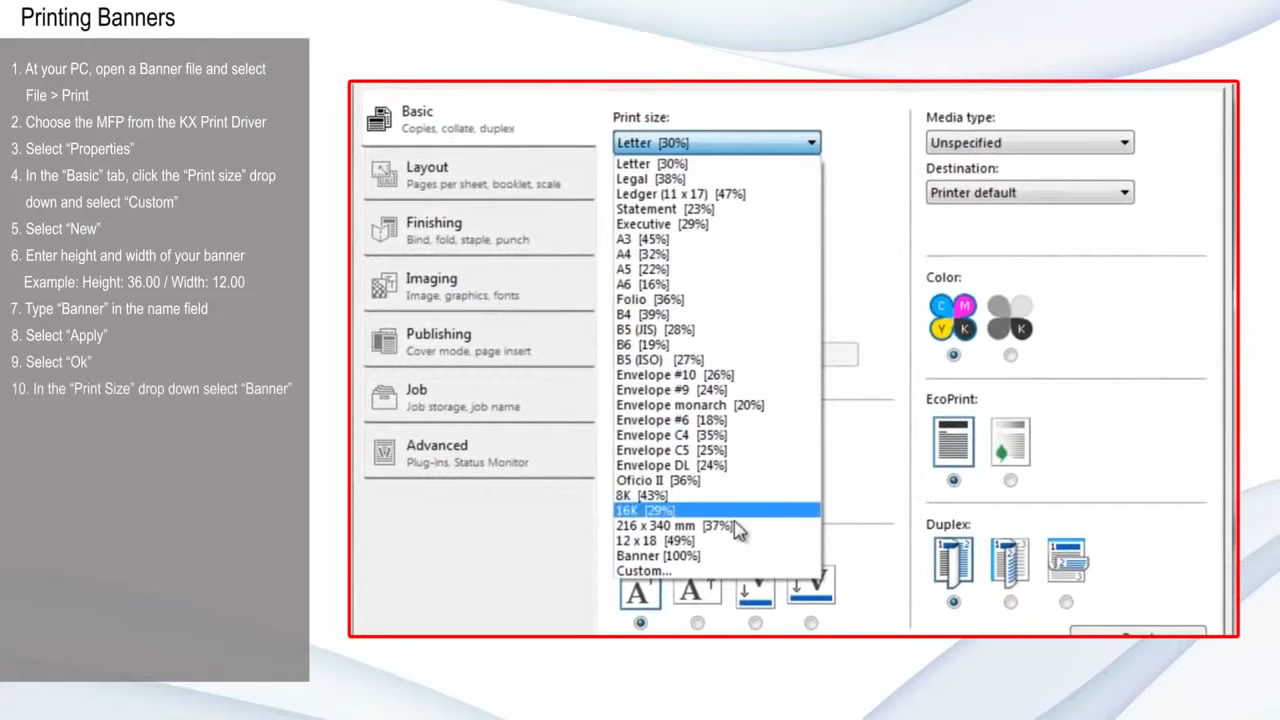 Printing Banners
1. At your PC, open a Banner file and select
File > Print
2. Choose the MFP from the KX Print Driver
3. Select “Properties”
4. In the “Basic” tab, click the “Print size” drop
down and select “Custom”
5. Select “New”
6. Enter height and width of your banner
Example: Height: 36.00 / Width: 12.00
7. Type “Banner” in the name field
8. Select “Apply”
9. Select “Ok”
10. In the “Print Size” drop down select “Banner”
Basic
Copies, collate, duplex
Layout
Pages per sheet, booklet, scale
Finishing
Bind, fold, staple, punch
Imaging
Image, graphics, fonts
Publishing
Cover mode, page insert
Job
Job storage, job name
Advanced
Plug-ins, Status Monitor
Print size:
Letter [30%]
Letter [30%]
Legal [38%]
Ledger (11 x 17) [47%]
Statement [23%]
Executive [29%]
A3 [45%]
A4 [32%]
A5 [22%]
A6 [16%]
Folio [36%]
B4 [39%]
B5 (JIS) [28%]
B6 [19%]
B5 (ISO) [27%]
Envelope #10 [26%]
Envelope #9 [24%]
Envelope monarch [20%]
Envelope #6 [18%]
Envelope C4 [35%]
Envelope C5 [25%]
Envelope DL [24%]
Oficio II [36%]
8K [43%]
16K [29%]
216 x 340 mm [37%]
12 x 18 [49%]
Banner [100%]
Custom...
A A
Media type:
Unspecified
Destination:
Printer default
Color:
C M
Y K K
EcoPrint:
Duplex:
1 2 1 1
2
3